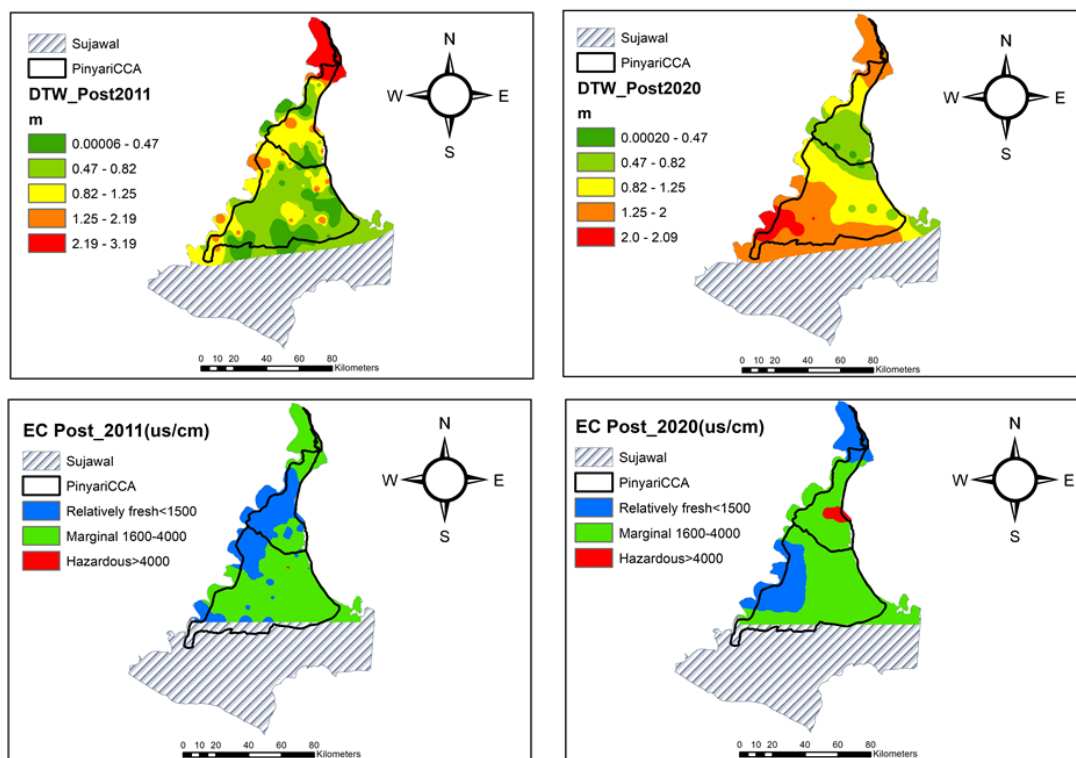 Sujawal
PinyariCCA
DTW_Post2011
m
0.00006 - 0.47
0.47 - 0.82
0.82 - 1.25
1.25 - 2.19
2.19 - 3.19
N
W E
S
0 10 20 40 60 80
Kilometers
Sujawal
PinyariCCA
DTW_Post2020
m
0.00020 - 0.47
0.47 - 0.82
0.82 - 1.25
1.25 - 2
2.0 - 2.09
N
W E
S
0 10 20 40 60 80
Kilometers
EC Post_2011(us/cm)
Sujawal
PinyariCCA
Relatively fresh<1500
Marginal 1600-4000
Hazardous>4000
N
W E
S
0 10 20 40 60 80
Kilometers
EC Post_2020(us/cm)
Sujawal
PinyariCCA
Relatively fresh<1500
Marginal 1600-4000
Hazardous>4000
N
W E
S
0 10 20 40 60 80
Kilometers